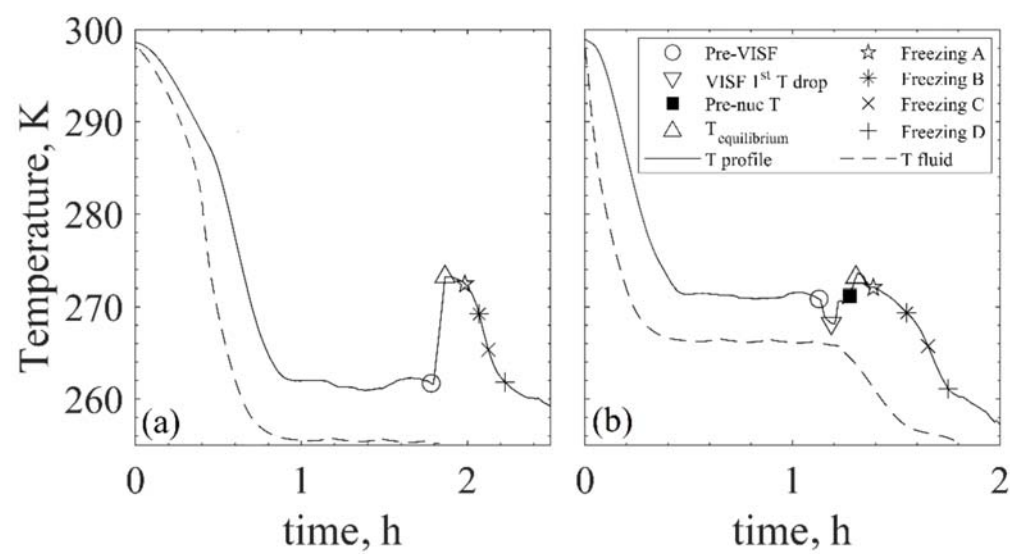 300
290
280
270
260
Temperature, K
(a)
0
1
2
time, h
Pre-VISF
VISF 1st T drop
Pre-nuc T
Tequilibrium
T profile
Freezing A
Freezing B
Freezing C
Freezing D
T fluid
(b)
0
1
2
time, h